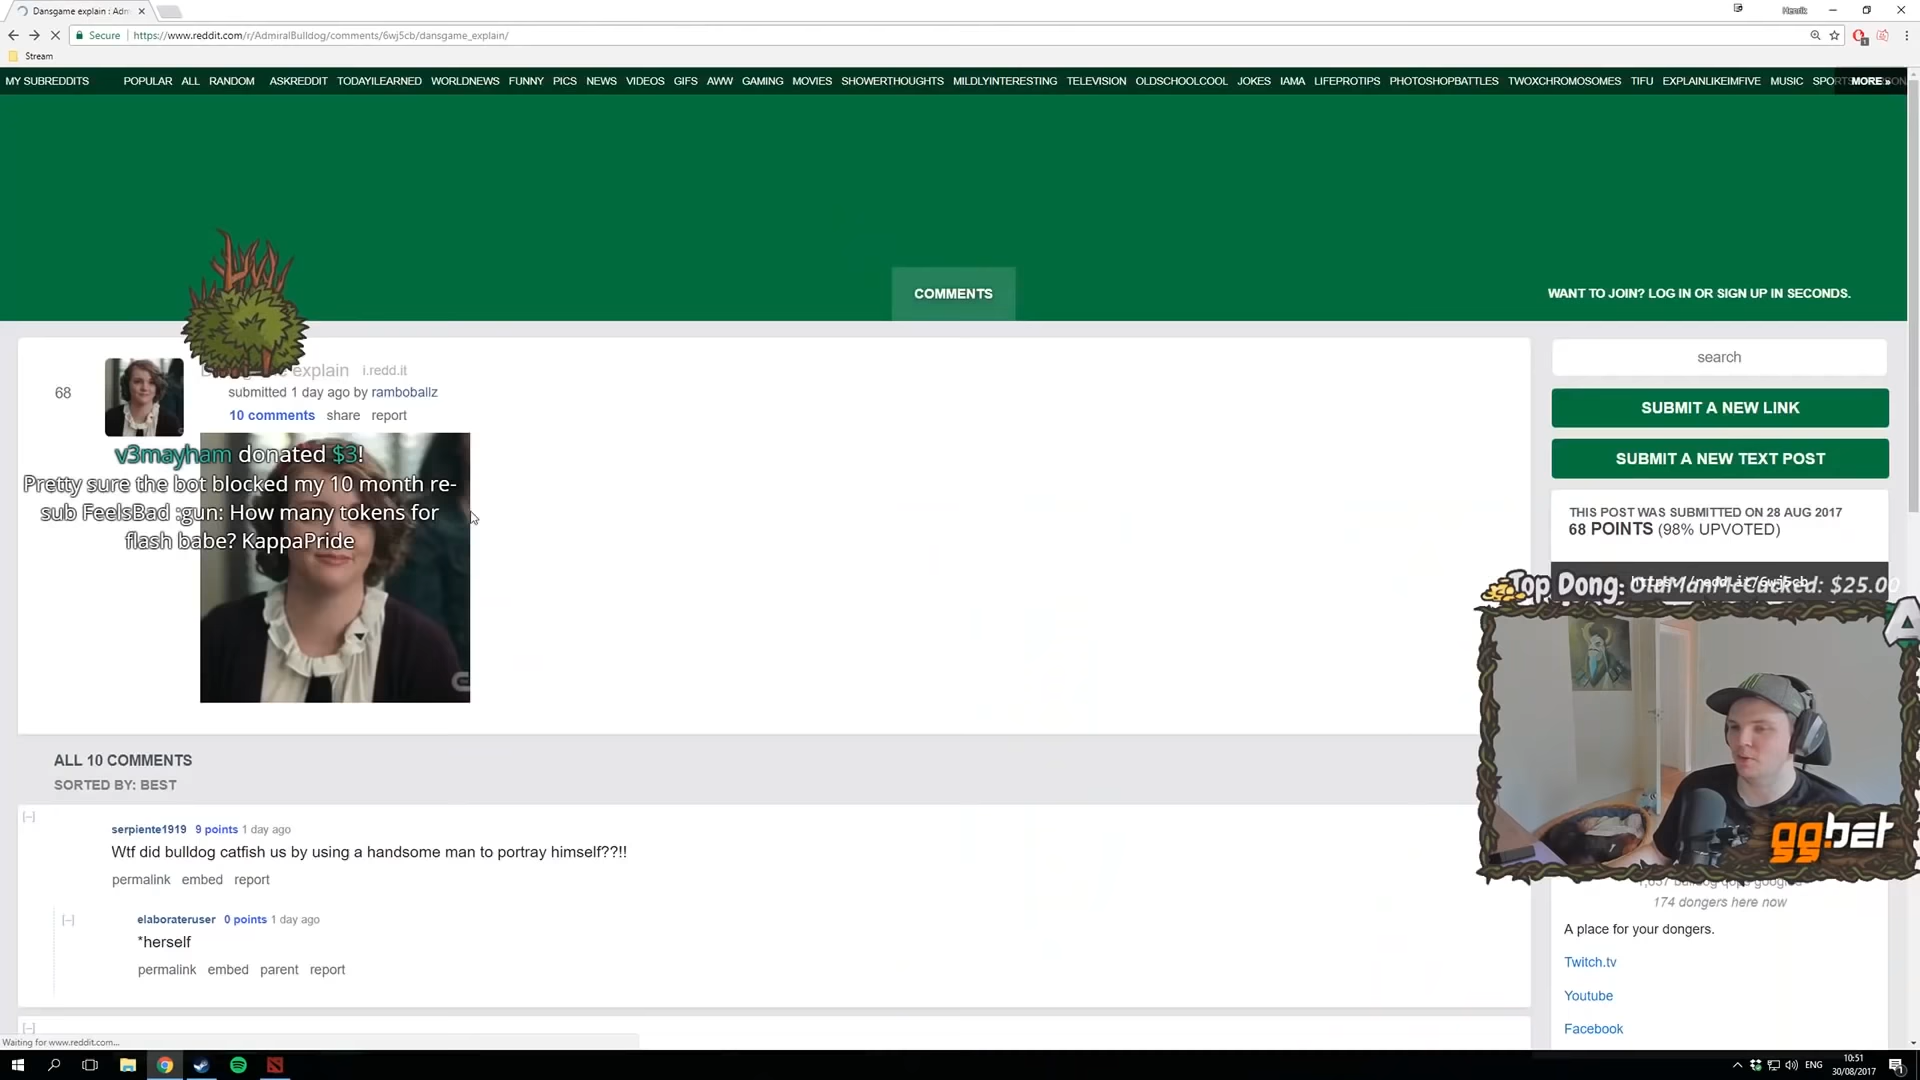 Dansgame explain : Adm
Henrik
Secure
https://www.reddit.com/r/AdmiralBulldog/comments/6wj5cb/dansgame_explain/
Stream
MY SUBREDDITS POPULAR ALL RANDOM ASKREDDIT TODAYILEARNED WORLDNEWS FUNNY PICS NEWS VIDEOS GIFS AWW GAMING MOVIES SHOWERTHOUGHTS MILDLYINTERESTING TELEVISION OLDSCHOOLCOOL JOKES IAMA LIFEPROTIPS PHOTOSHOPBATTLES TWOXCHROMOSOMES TIFU EXPLAINLIKEIMFIVE MUSIC MORE »
COMMENTS
WANT TO JOIN? LOG IN OR SIGN UP IN SECONDS.
68
explain i.redd.it
submitted 1 day ago by ramboballz
10 comments share report
v3mayham donated $3!
Pretty sure the bot blocked my 10 month re-
sub FeelsBad :gun: How many tokens for
flash babe? KappaPride
ALL 10 COMMENTS
SORTED BY: BEST
[–]
serpiente1919 9 points 1 day ago
Wtf did bulldog catfish us by using a handsome man to portray himself??!!
permalink embed report
[–]
elaborateruser 0 points 1 day ago
*herself
permalink embed parent report
[–]
search
SUBMIT A NEW LINK
SUBMIT A NEW TEXT POST
THIS POST WAS SUBMITTED ON 28 AUG 2017
68 POINTS (98% UPVOTED)
https://redd.it/6wj5cb
Top Dong: $25.00
ggbet
174 dongers here now
A place for your dongers.
Twitch.tv
Youtube
Facebook
Waiting for www.reddit.com...
ENG
10:51
30/08/2017